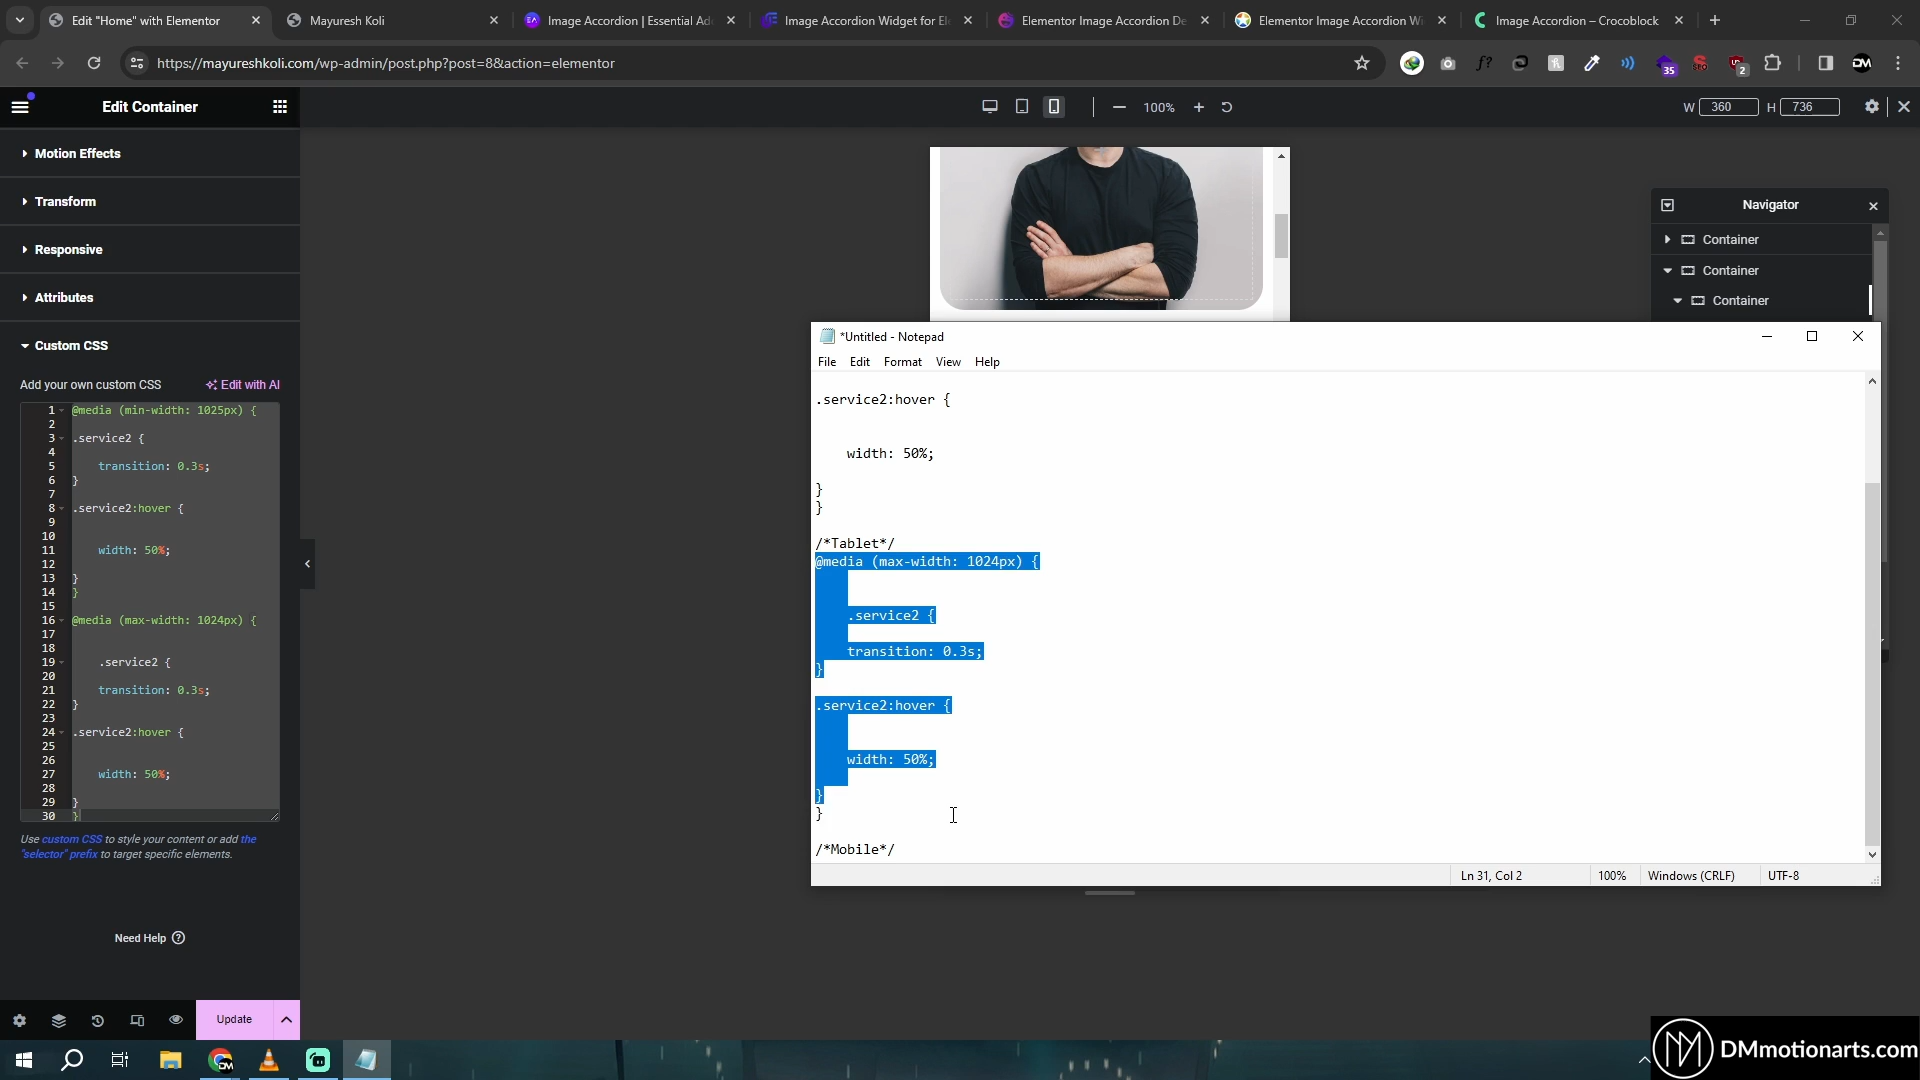 Edit "Home" with Elementor
Mayuresh Koli
Image Accordion | Essential Ad
Image Accordion Widget for El
Elementor Image Accordion De
Elementor Image Accordion Wi
Image Accordion – Crocoblock
https://mayureshkoli.com/wp-admin/post.php?post=8&action=elementor
35
2
Edit Container
100%
W 360 H 736
Motion Effects
Transform
Responsive
Attributes
Custom CSS
Add your own custom CSS
Edit with AI
1 @media (min-width: 1025px) {
2
3 .service2 {
4
5 transition: 0.3s;
6 }
7
8 .service2:hover {
9
10
11 width: 50%;
12
13 }
14 }
15
16 @media (max-width: 1024px) {
17
18
19 .service2 {
20
21 transition: 0.3s;
22 }
23
24 .service2:hover {
25
26
27 width: 50%;
28
29 }
30 }
Use custom CSS to style your content or add the
"selector" prefix to target specific elements.
Need Help
Update
Navigator
Container
Container
Container
*Untitled - Notepad
File Edit Format View Help
.service2:hover {
width: 50%;
}
}
/*Tablet*/
@media (max-width: 1024px) {
.service2 {
transition: 0.3s;
}
.service2:hover {
width: 50%;
}
}
/*Mobile*/
Ln 31, Col 2
100%
Windows (CRLF)
UTF-8
DMmotionarts.com